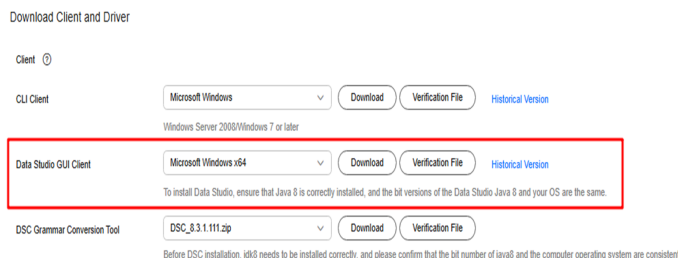 Download Client and Driver
Client ?
CLI Client Microsoft Windows Download Verification File Historical Version
Windows Server 2008/Windows 7 or later
Data Studio GUI Client Microsoft Windows x64 Download Verification File Historical Version
To install Data Studio, ensure that Java 8 is correctly installed, and the bit versions of the Data Studio Java 8 and your OS are the same.
DSC Grammar Conversion Tool DSC_8.3.1.111.zip Download Verification File
Before DSC installation, jdk8 needs to be installed correctly, and please confirm that the bit number of java8 and the computer operating system are consistent